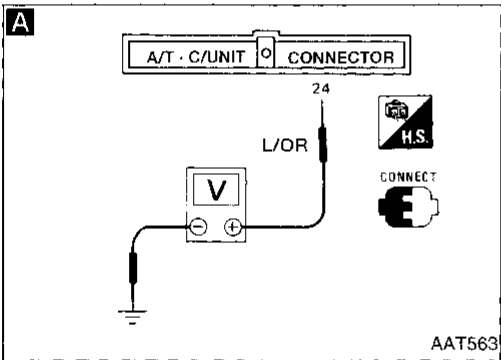 A
A/T · C/UNIT CONNECTOR
24
L/OR
H.S.
CONNECT
V
− +
AAT563